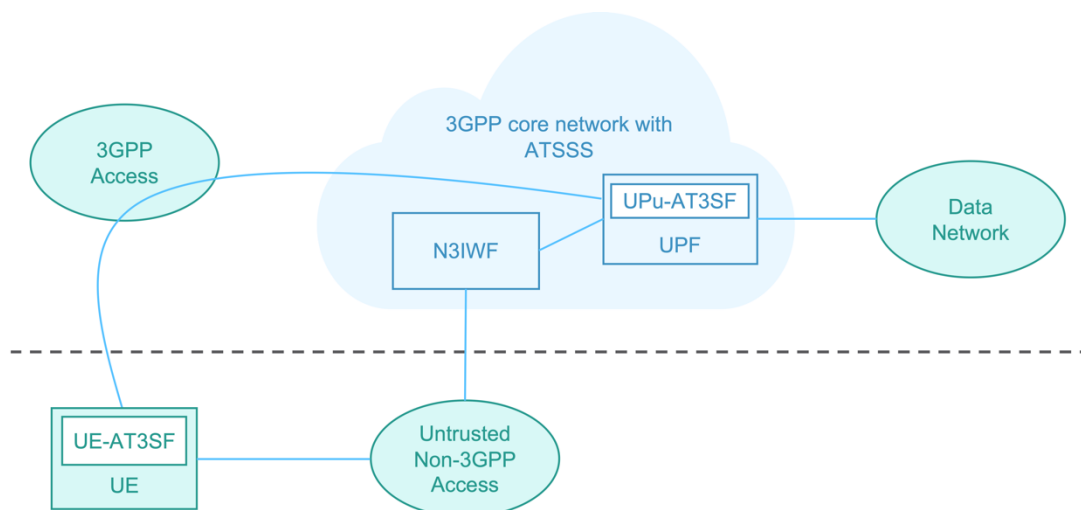 3GPP core network with
ATSSS
3GPP
Access
UPu-AT3SF
UPF
N3IWF
Data
Network
UE-AT3SF
UE
Untrusted
Non-3GPP
Access